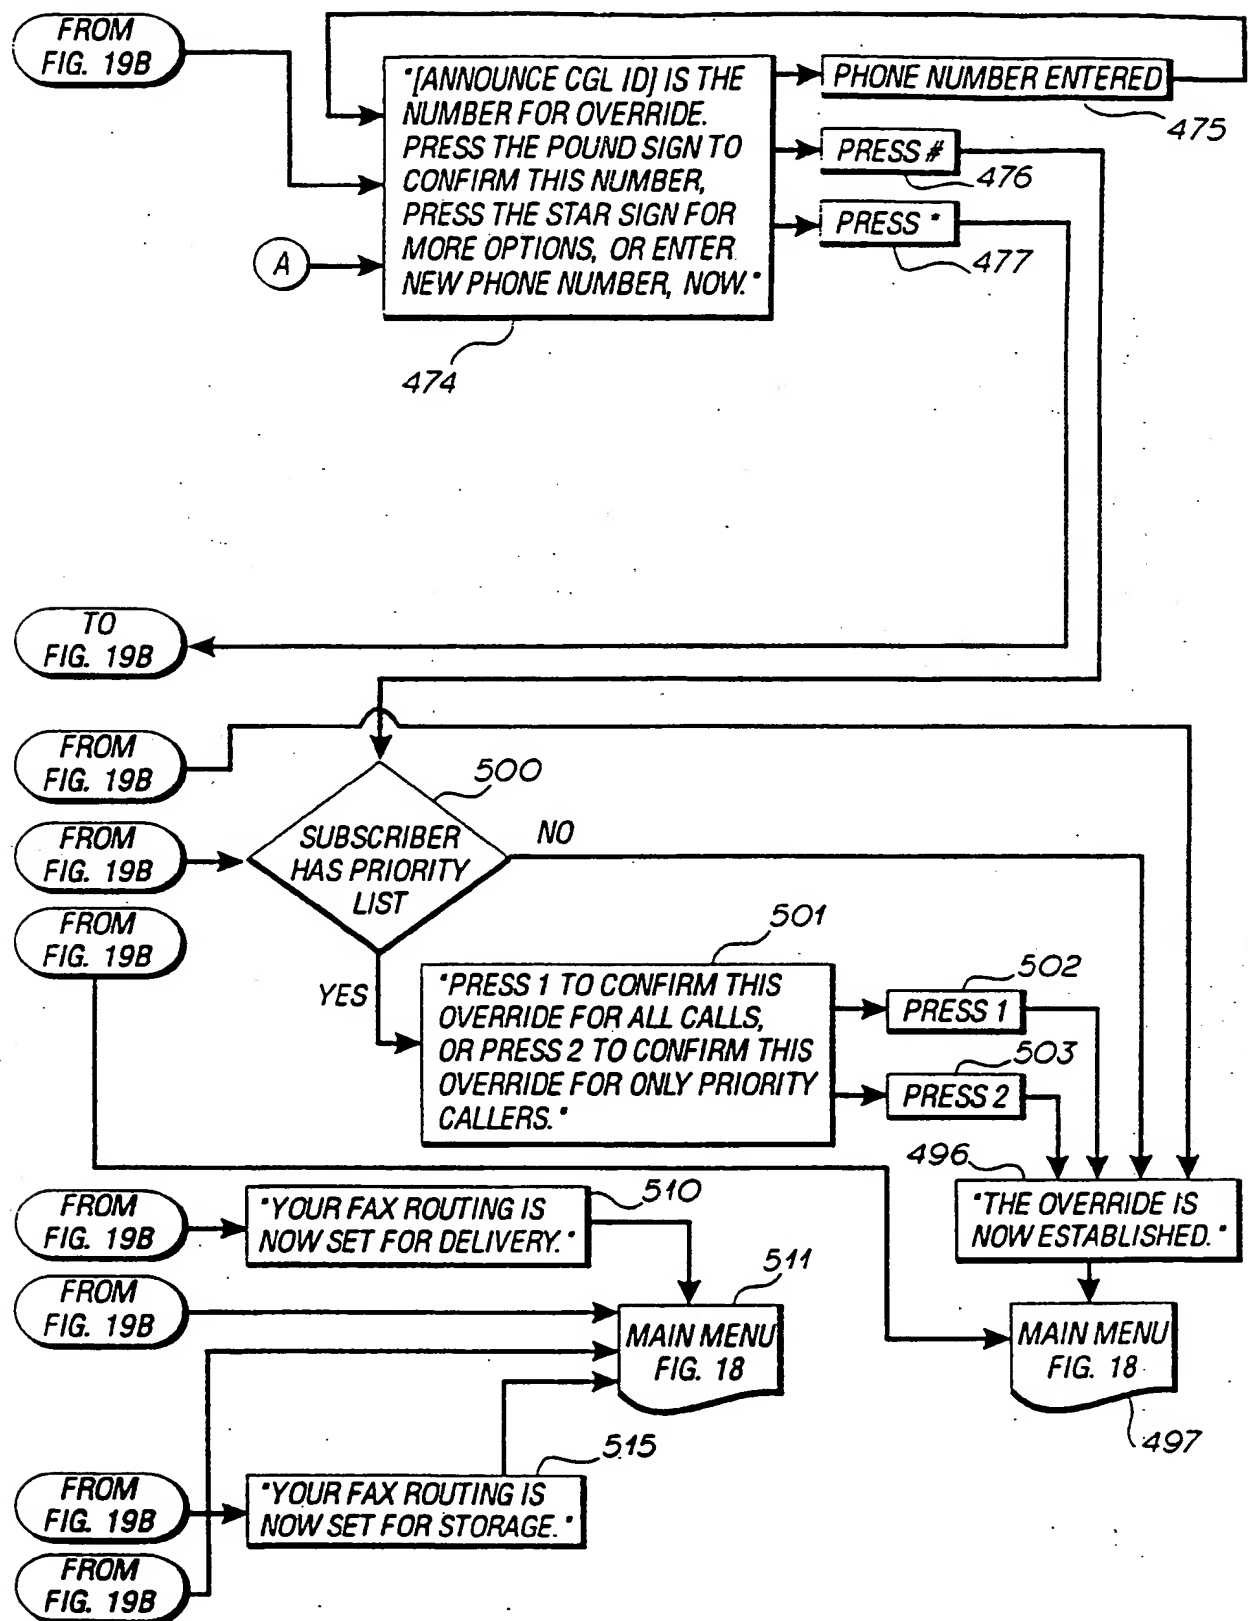 FROM
FIG. 19B
"[ANNOUNCE CGL ID] IS THE
NUMBER FOR OVERRIDE.
PRESS THE POUND SIGN TO
CONFIRM THIS NUMBER,
PRESS THE STAR SIGN FOR
MORE OPTIONS, OR ENTER
NEW PHONE NUMBER, NOW."
474
PHONE NUMBER ENTERED
475
PRESS #
476
PRESS *
477
A
TO
FIG. 19B
FROM
FIG. 19B
FROM
FIG. 19B
SUBSCRIBER
HAS PRIORITY
LIST
500
NO
YES
FROM
FIG. 19B
501
"PRESS 1 TO CONFIRM THIS
OVERRIDE FOR ALL CALLS,
OR PRESS 2 TO CONFIRM THIS
OVERRIDE FOR ONLY PRIORITY
CALLERS."
502
PRESS 1
503
PRESS 2
496
"THE OVERRIDE IS
NOW ESTABLISHED."
FROM
FIG. 19B
"YOUR FAX ROUTING IS
NOW SET FOR DELIVERY."
510
FROM
FIG. 19B
511
MAIN MENU
FIG. 18
MAIN MENU
FIG. 18
497
515
FROM
FIG. 19B
"YOUR FAX ROUTING IS
NOW SET FOR STORAGE."
FROM
FIG. 19B